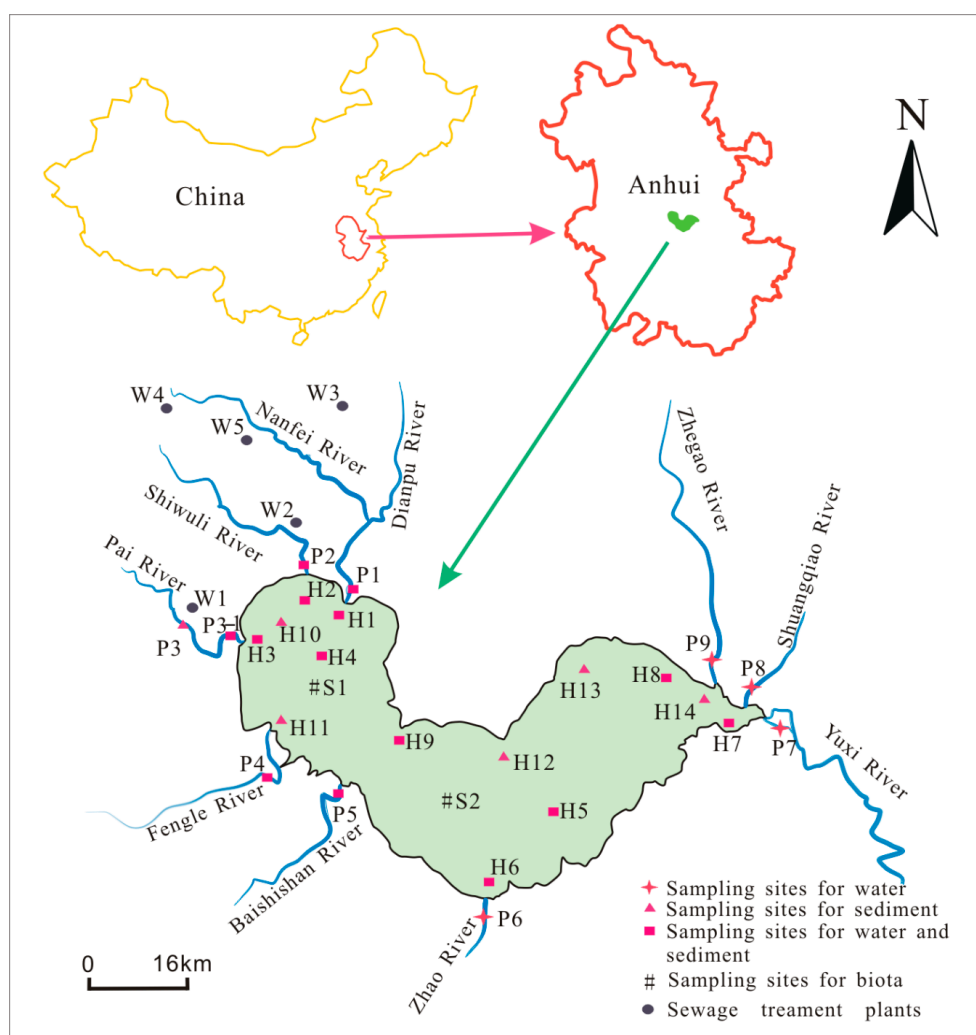 China
Anhui
N
W4
W3
W5
Nanfei River
Dianpu River
Shiwuli River
W2
Pai River
P2
P1
W1
H2
H1
P3
P3-1
H3
H10
H4
#S1
H11
P4
Fengle River
P5
Baishishan River
H9
H12
#S2
H5
H6
P6
Zhao River
Zhegao River
Shuangqiao River
P9
P8
H13
H8
H14
H7
P7
Yuxi River
0 16km
Sampling sites for water
Sampling sites for sediment
Sampling sites for water and
sediment
# Sampling sites for biota
Sewage treament plants